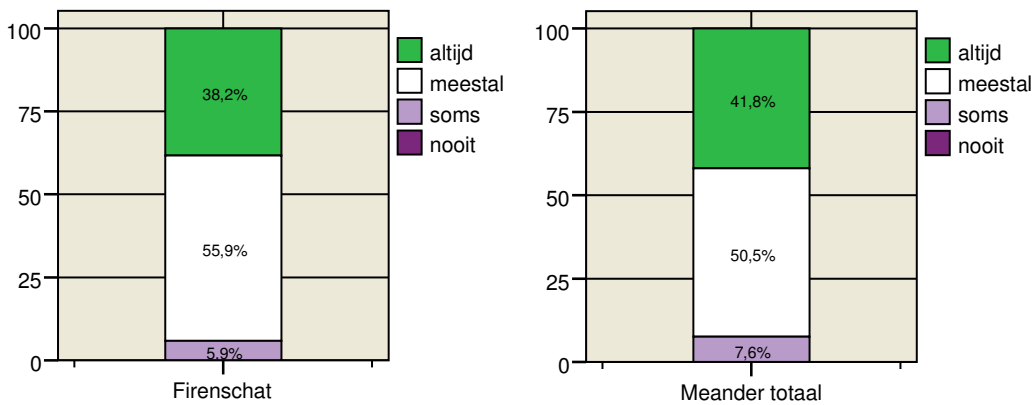 100
75
50
25
0
38,2%
55,9%
5,9%
Firenschat
altijd
meestal
soms
nooit
100
75
50
25
0
41,8%
50,5%
7,6%
Meander totaal
altijd
meestal
soms
nooit